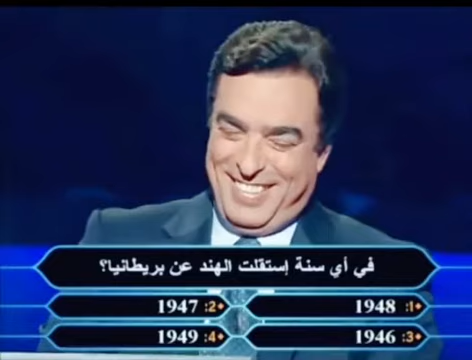 في أي سنة إستقلت الهند عن بريطانيا؟
1: 1948
2: 1947
3: 1946
4: 1949